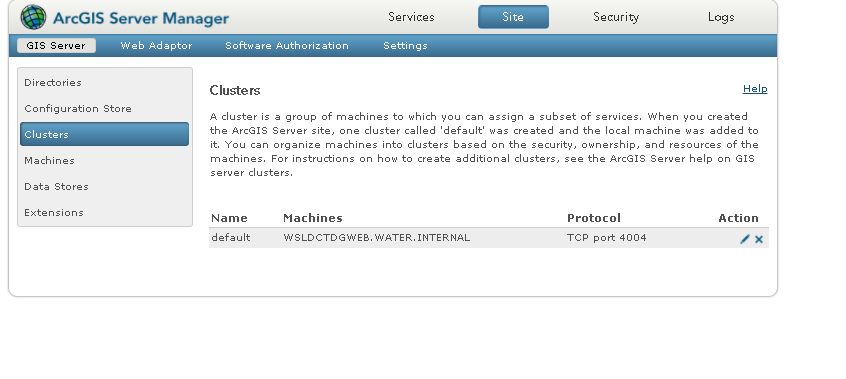 ArcGIS Server Manager Services Site Security Logs
GIS Server Web Adaptor Software Authorization Settings
Directories
Configuration Store
Clusters
Machines
Data Stores
Extensions
Clusters Help
A cluster is a group of machines to which you can assign a subset of services. When you created
the ArcGIS Server site, one cluster called 'default' was created and the local machine was added to
it. You can organize machines into clusters based on the security, ownership, and resources of the
machines. For instructions on how to create additional clusters, see the ArcGIS Server help on GIS
server clusters.
Name Machines Protocol Action
default WSLDCTDGWEB.WATER.INTERNAL TCP port 4004